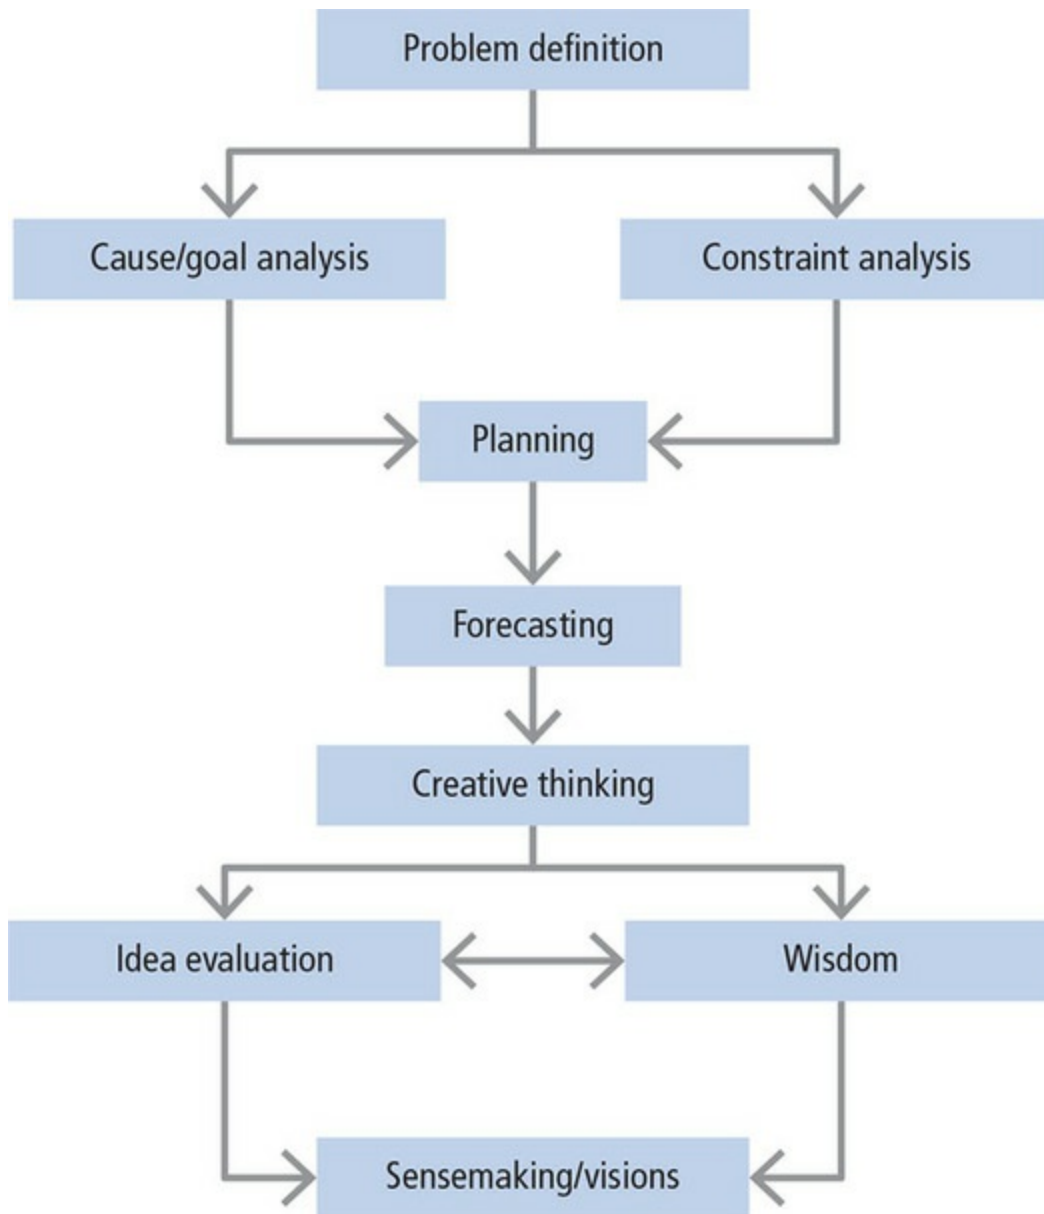 Problem definition
Cause/goal analysis
Constraint analysis
Planning
Forecasting
Creative thinking
Idea evaluation
Wisdom
Sensemaking/visions